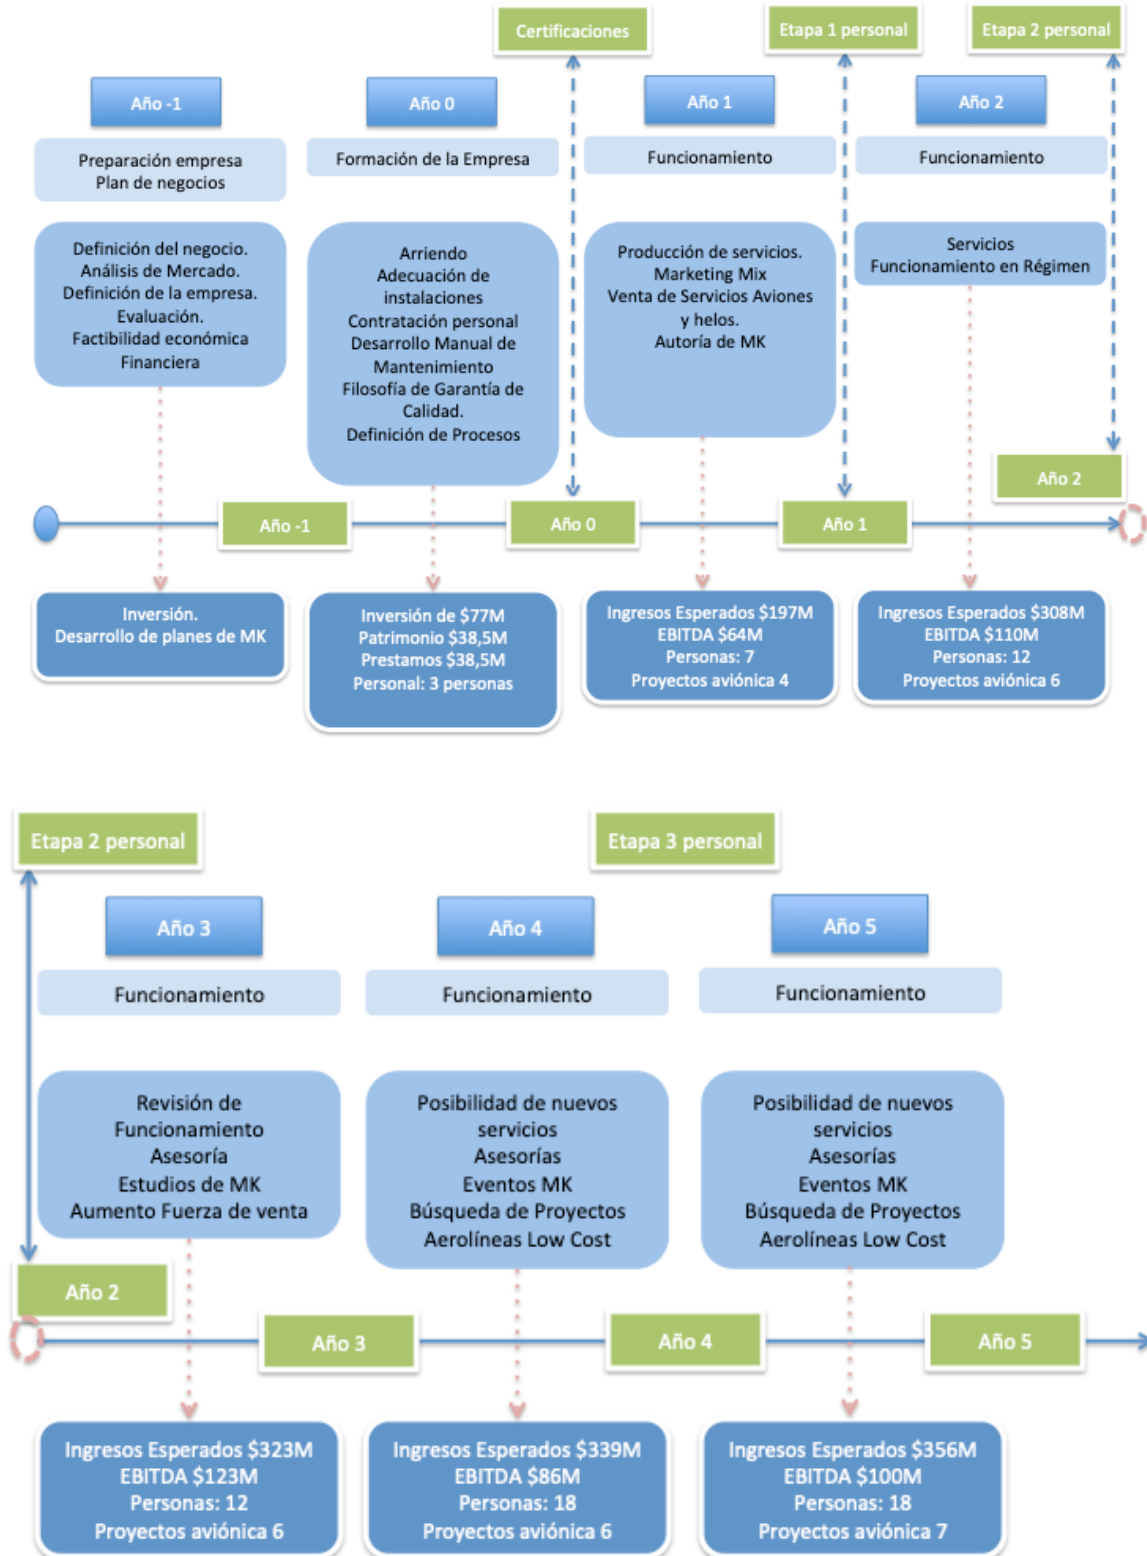 Certificaciones
Etapa 1 personal
Etapa 2 personal
Año -1
Año 0
Año 1
Año 2
Preparación empresa
Plan de negocios
Formación de la Empresa
Funcionamiento
Funcionamiento
Definición del negocio.
Análisis de Mercado.
Definición de la empresa.
Evaluación.
Factibilidad económica
Financiera
Arriendo
Adecuación de
instalaciones
Contratación personal
Desarrollo Manual de
Mantenimiento
Filosofía de Garantía de
Calidad.
Definición de Procesos
Producción de servicios.
Marketing Mix
Venta de Servicios Aviones
y helos.
Autoría de MK
Servicios
Funcionamiento en Régimen
Año -1
Año 0
Año 1
Año 2
Inversión.
Desarrollo de planes de MK
Inversión de $77M
Patrimonio $38,5M
Prestamos $38,5M
Personal: 3 personas
Ingresos Esperados $197M
EBITDA $64M
Personas: 7
Proyectos aviónica 4
Ingresos Esperados $308M
EBITDA $110M
Personas: 12
Proyectos aviónica 6
Etapa 2 personal
Etapa 3 personal
Año 3
Año 4
Año 5
Funcionamiento
Funcionamiento
Funcionamiento
Revisión de
Funcionamiento
Asesoría
Estudios de MK
Aumento Fuerza de venta
Posibilidad de nuevos
servicios
Asesorías
Eventos MK
Búsqueda de Proyectos
Aerolíneas Low Cost
Posibilidad de nuevos
servicios
Asesorías
Eventos MK
Búsqueda de Proyectos
Aerolíneas Low Cost
Año 2
Año 3
Año 4
Año 5
Ingresos Esperados $323M
EBITDA $123M
Personas: 12
Proyectos aviónica 6
Ingresos Esperados $339M
EBITDA $86M
Personas: 18
Proyectos aviónica 6
Ingresos Esperados $356M
EBITDA $100M
Personas: 18
Proyectos aviónica 7